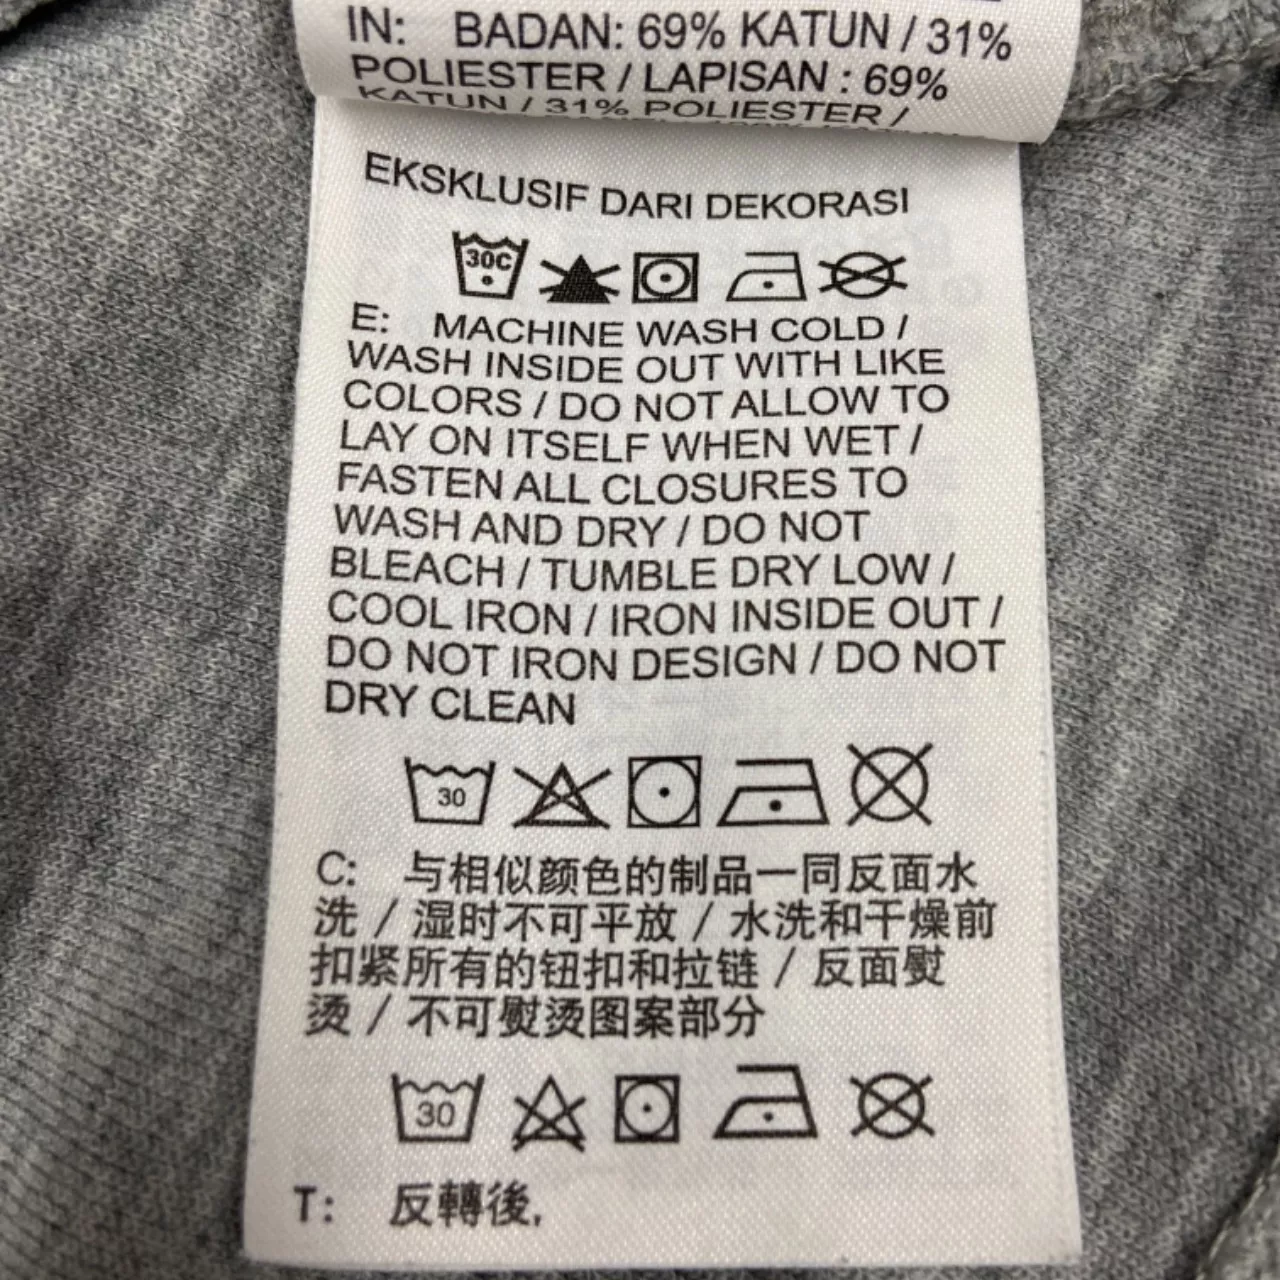 IN: BADAN: 69% KATUN / 31%
POLIESTER / LAPISAN : 69%
KATUN / 31% POLIESTER /
EKSKLUSIF DARI DEKORASI
30C
E: MACHINE WASH COLD /
WASH INSIDE OUT WITH LIKE
COLORS / DO NOT ALLOW TO
LAY ON ITSELF WHEN WET /
FASTEN ALL CLOSURES TO
WASH AND DRY / DO NOT
BLEACH / TUMBLE DRY LOW /
COOL IRON / IRON INSIDE OUT /
DO NOT IRON DESIGN / DO NOT
DRY CLEAN
30
C: 与相似颜色的制品一同反面水
洗 / 湿时不可平放 / 水洗和干燥前
扣紧所有的钮扣和拉链 / 反面熨
烫 / 不可熨烫图案部分
30
T: 反轉後,